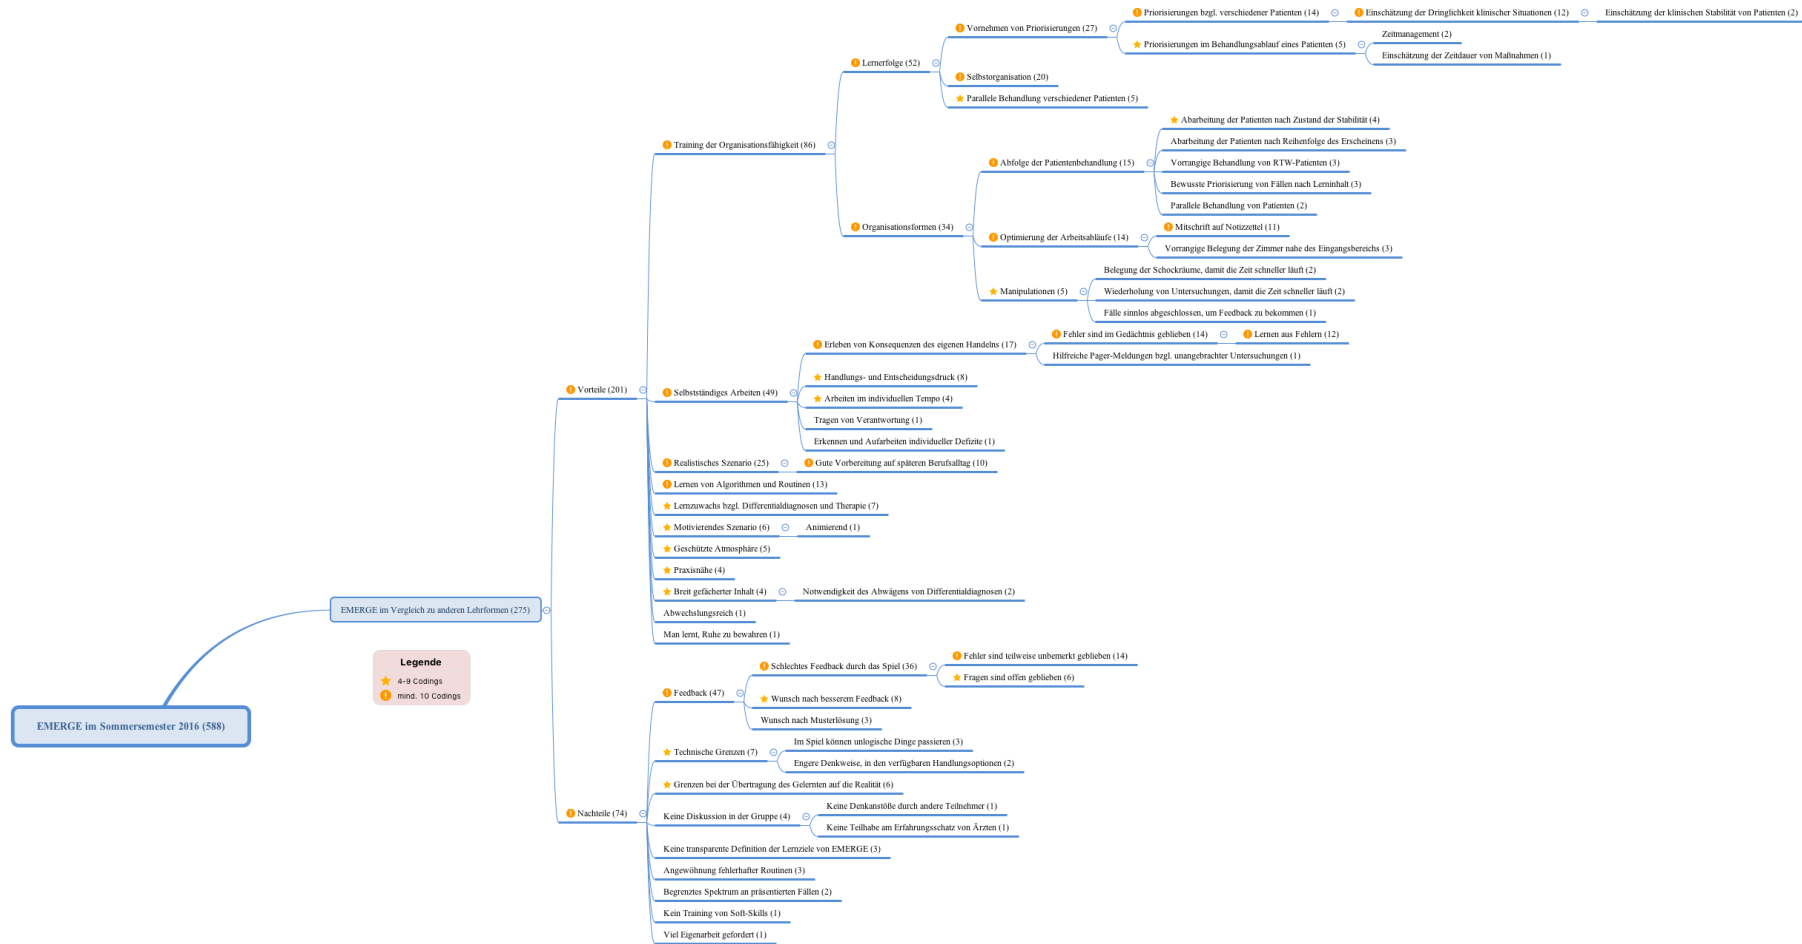 EMERGE im Sommersemester 2016 (588)
EMERGE im Vergleich zu anderen Lehrformen (275)
Legende
4-9 Codings
mind. 10 Codings
Vorteile (201)
Training der Organisationsfähigkeit (86)
Lernerfolge (52)
Vornehmen von Priorisierungen (27)
Priorisierungen bzgl. verschiedener Patienten (14)
Einschätzung der Dringlichkeit klinischer Situationen (12)
Einschätzung der klinischen Stabilität von Patienten (2)
Priorisierungen im Behandlungsablauf eines Patienten (5)
Zeitmanagement (2)
Einschätzung der Zeitdauer von Maßnahmen (1)
Selbstorganisation (20)
Parallele Behandlung verschiedener Patienten (5)
Organisationsformen (34)
Abfolge der Patientenbehandlung (15)
Abarbeitung der Patienten nach Zustand der Stabilität (4)
Abarbeitung der Patienten nach Reihenfolge des Erscheinens (3)
Vorrangige Behandlung von RTW-Patienten (3)
Bewusste Priorisierung von Fällen nach Lerninhalt (3)
Parallele Behandlung von Patienten (2)
Optimierung der Arbeitsabläufe (14)
Mitschrift auf Notizzettel (11)
Vorrangige Belegung der Zimmer nahe des Eingangsbereichs (3)
Manipulationen (5)
Belegung der Schockräume, damit die Zeit schneller läuft (2)
Wiederholung von Untersuchungen, damit die Zeit schneller läuft (2)
Fälle sinnlos abgeschlossen, um Feedback zu bekommen (1)
Selbstständiges Arbeiten (49)
Erleben von Konsequenzen des eigenen Handelns (17)
Fehler sind im Gedächtnis geblieben (14)
Lernen aus Fehlern (12)
Hilfreiche Pager-Meldungen bzgl. unangebrachter Untersuchungen (1)
Handlungs- und Entscheidungsdruck (8)
Arbeiten im individuellen Tempo (4)
Tragen von Verantwortung (1)
Erkennen und Aufarbeiten individueller Defizite (1)
Realistisches Szenario (25)
Gute Vorbereitung auf späteren Berufsalltag (10)
Lernen von Algorithmen und Routinen (13)
Lernzuwachs bzgl. Differentialdiagnosen und Therapie (7)
Motivierendes Szenario (6)
Animierend (1)
Geschützte Atmosphäre (5)
Praxisnähe (4)
Breit gefächerter Inhalt (4)
Notwendigkeit des Abwägens von Differentialdiagnosen (2)
Abwechslungsreich (1)
Man lernt, Ruhe zu bewahren (1)
Nachteile (74)
Feedback (47)
Schlechtes Feedback durch das Spiel (36)
Fehler sind teilweise unbemerkt geblieben (14)
Fragen sind offen geblieben (6)
Wunsch nach besserem Feedback (8)
Wunsch nach Musterlösung (3)
Technische Grenzen (7)
Im Spiel können unlogische Dinge passieren (3)
Engere Denkweise, in den verfügbaren Handlungsoptionen (2)
Grenzen bei der Übertragung des Gelernten auf die Realität (6)
Keine Diskussion in der Gruppe (4)
Keine Denkanstöße durch andere Teilnehmer (1)
Keine Teilhabe am Erfahrungsschatz von Ärzten (1)
Keine transparente Definition der Lernziele von EMERGE (3)
Angewöhnung fehlerhafter Routinen (3)
Begrenztes Spektrum an präsentierten Fällen (2)
Kein Training von Soft-Skills (1)
Viel Eigenarbeit gefordert (1)